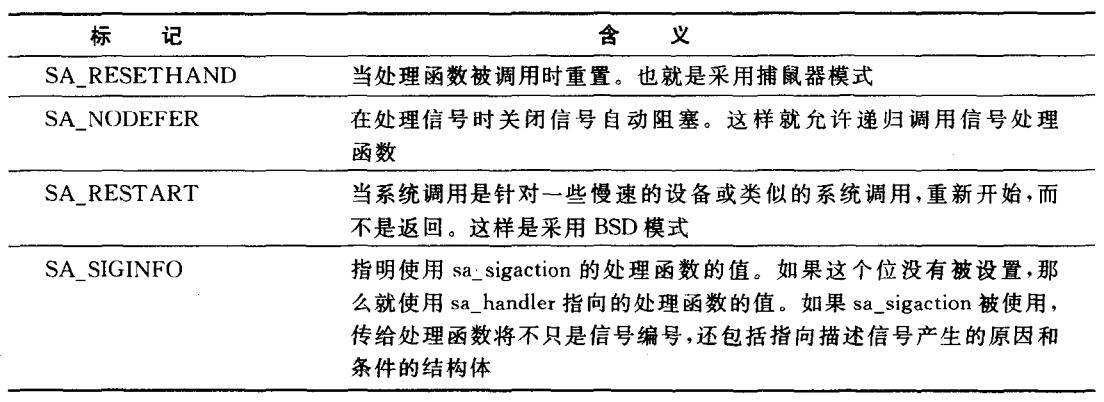 标 记 含 义
SA_RESETHAND 当处理函数被调用时重置。也就是采用捕鼠器模式
SA_NODEFER 在处理信号时关闭信号自动阻塞。这样就允许递归调用信号处理
函数
SA_RESTART 当系统调用是针对一些慢速的设备或类似的系统调用,重新开始,而
不是返回。这样是采用 BSD 模式
SA_SIGINFO 指明使用 sa_sigaction 的处理函数的值。如果这个位没有被设置,那
么就使用 sa_handler 指向的处理函数的值。如果 sa_sigaction 被使用,
传给处理函数将不只是信号编号,还包括指向描述信号产生的原因和
条件的结构体